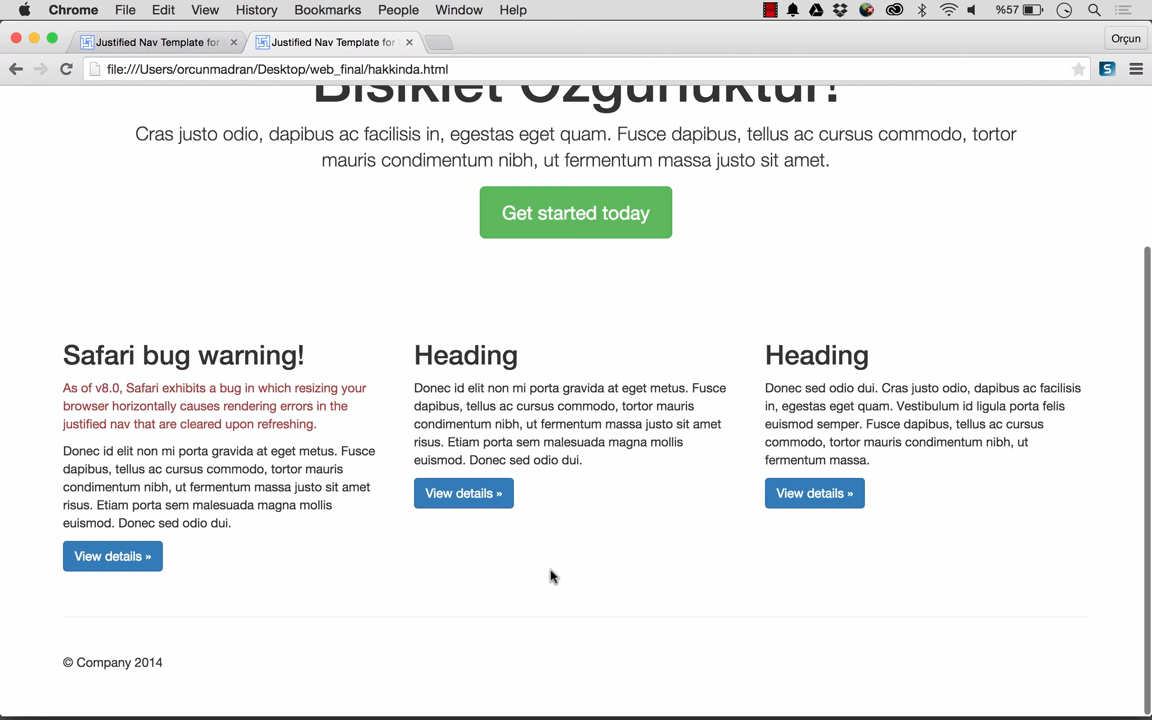 Chrome File Edit View History Bookmarks People Window Help %57
Justified Nav Template for Justified Nav Template for Orçun
file:///Users/orcunmadran/Desktop/web_final/hakkinda.html
Bisiklet Özgürlüktür!
Cras justo odio, dapibus ac facilisis in, egestas eget quam. Fusce dapibus, tellus ac cursus commodo, tortor
mauris condimentum nibh, ut fermentum massa justo sit amet.
Get started today
Safari bug warning!
As of v8.0, Safari exhibits a bug in which resizing your
browser horizontally causes rendering errors in the
justified nav that are cleared upon refreshing.
Donec id elit non mi porta gravida at eget metus. Fusce
dapibus, tellus ac cursus commodo, tortor mauris
condimentum nibh, ut fermentum massa justo sit amet
risus. Etiam porta sem malesuada magna mollis
euismod. Donec sed odio dui.
View details »
Heading
Donec id elit non mi porta gravida at eget metus. Fusce
dapibus, tellus ac cursus commodo, tortor mauris
condimentum nibh, ut fermentum massa justo sit amet
risus. Etiam porta sem malesuada magna mollis
euismod. Donec sed odio dui.
View details »
Heading
Donec sed odio dui. Cras justo odio, dapibus ac facilisis
in, egestas eget quam. Vestibulum id ligula porta felis
euismod semper. Fusce dapibus, tellus ac cursus
commodo, tortor mauris condimentum nibh, ut
fermentum massa.
View details »
© Company 2014